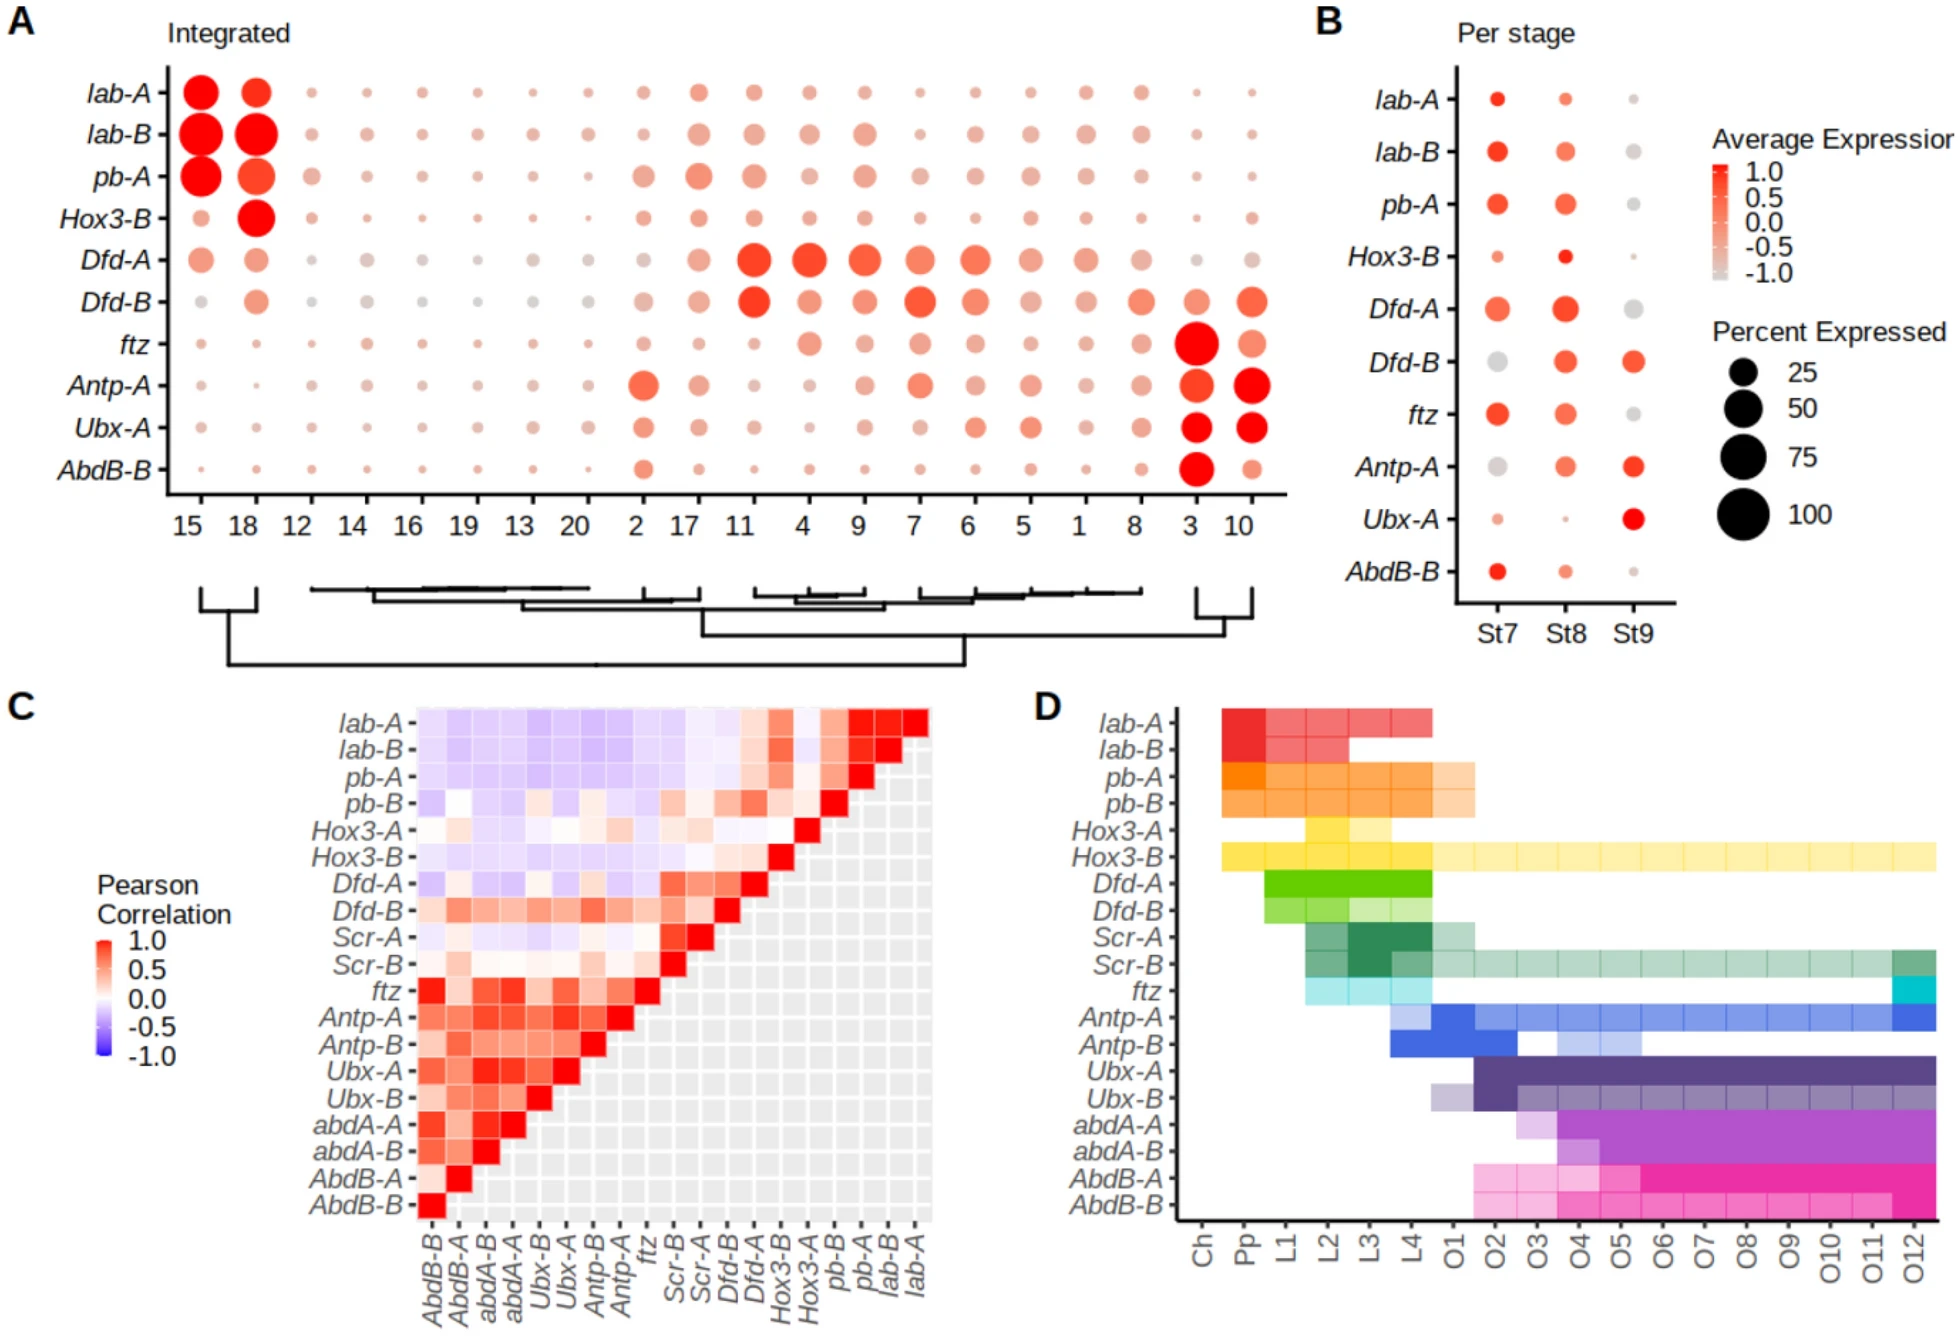 A
Integrated
lab-A
lab-B
pb-A
Hox3-B
Dfd-A
Dfd-B
ftz
Antp-A
Ubx-A
AbdB-B
15 18 12 14 16 19 13 20 2 17 11 4 9 7 6 5 1 8 3 10
B
Per stage
lab-A
lab-B
pb-A
Hox3-B
Dfd-A
Dfd-B
ftz
Antp-A
Ubx-A
AbdB-B
St7 St8 St9
Average Expression
1.0
0.5
0.0
-0.5
-1.0
Percent Expressed
25
50
75
100
C
Pearson
Correlation
1.0
0.5
0.0
-0.5
-1.0
lab-A
lab-B
pb-A
pb-B
Hox3-A
Hox3-B
Dfd-A
Dfd-B
Scr-A
Scr-B
ftz
Antp-A
Antp-B
Ubx-A
Ubx-B
abdA-A
abdA-B
AbdB-A
AbdB-B
AbdB-B
AbdB-A
abdA-B
abdA-A
Ubx-B
Ubx-A
Antp-B
Antp-A
ftz
Scr-B
Scr-A
Dfd-B
Dfd-A
Hox3-B
Hox3-A
pb-B
pb-A
lab-B
lab-A
D
lab-A
lab-B
pb-A
pb-B
Hox3-A
Hox3-B
Dfd-A
Dfd-B
Scr-A
Scr-B
ftz
Antp-A
Antp-B
Ubx-A
Ubx-B
abdA-A
abdA-B
AbdB-A
AbdB-B
Ch
Pp
L1
L2
L3
L4
O1
O2
O3
O4
O5
O6
O7
O8
O9
O10
O11
O12